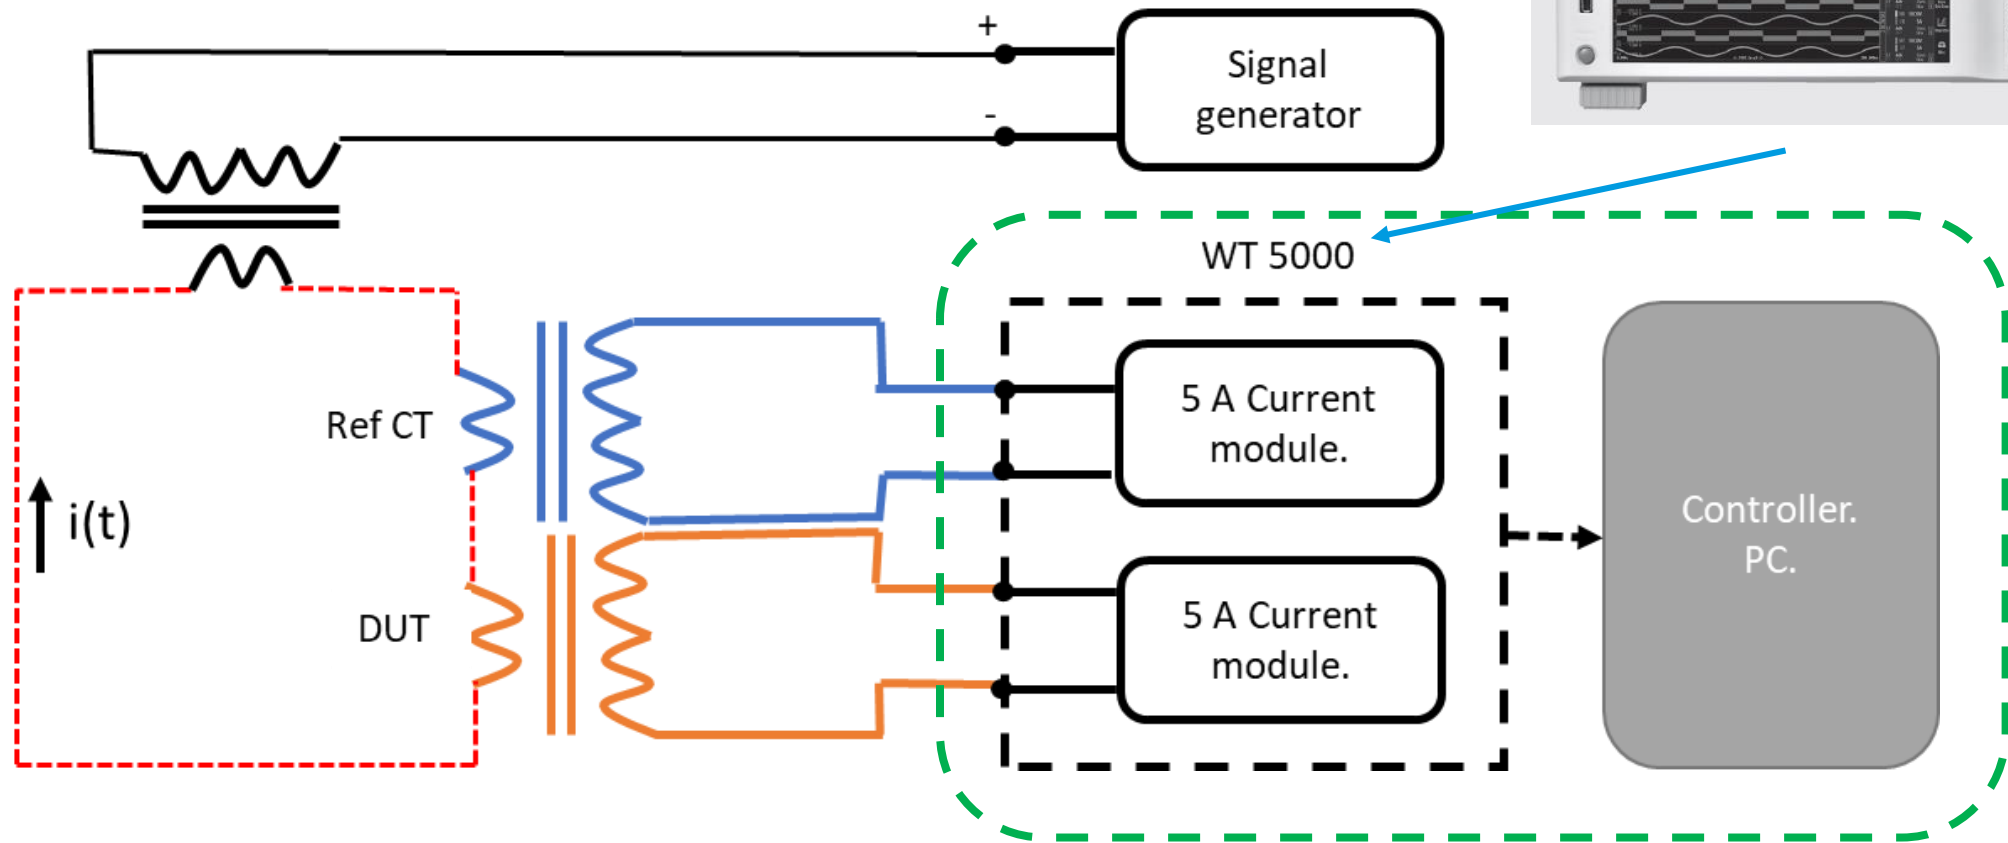 +
Signal
generator
-
WT 5000
5 A Current
module.
Ref CT
i(t)
Controller.
PC.
DUT
5 A Current
module.